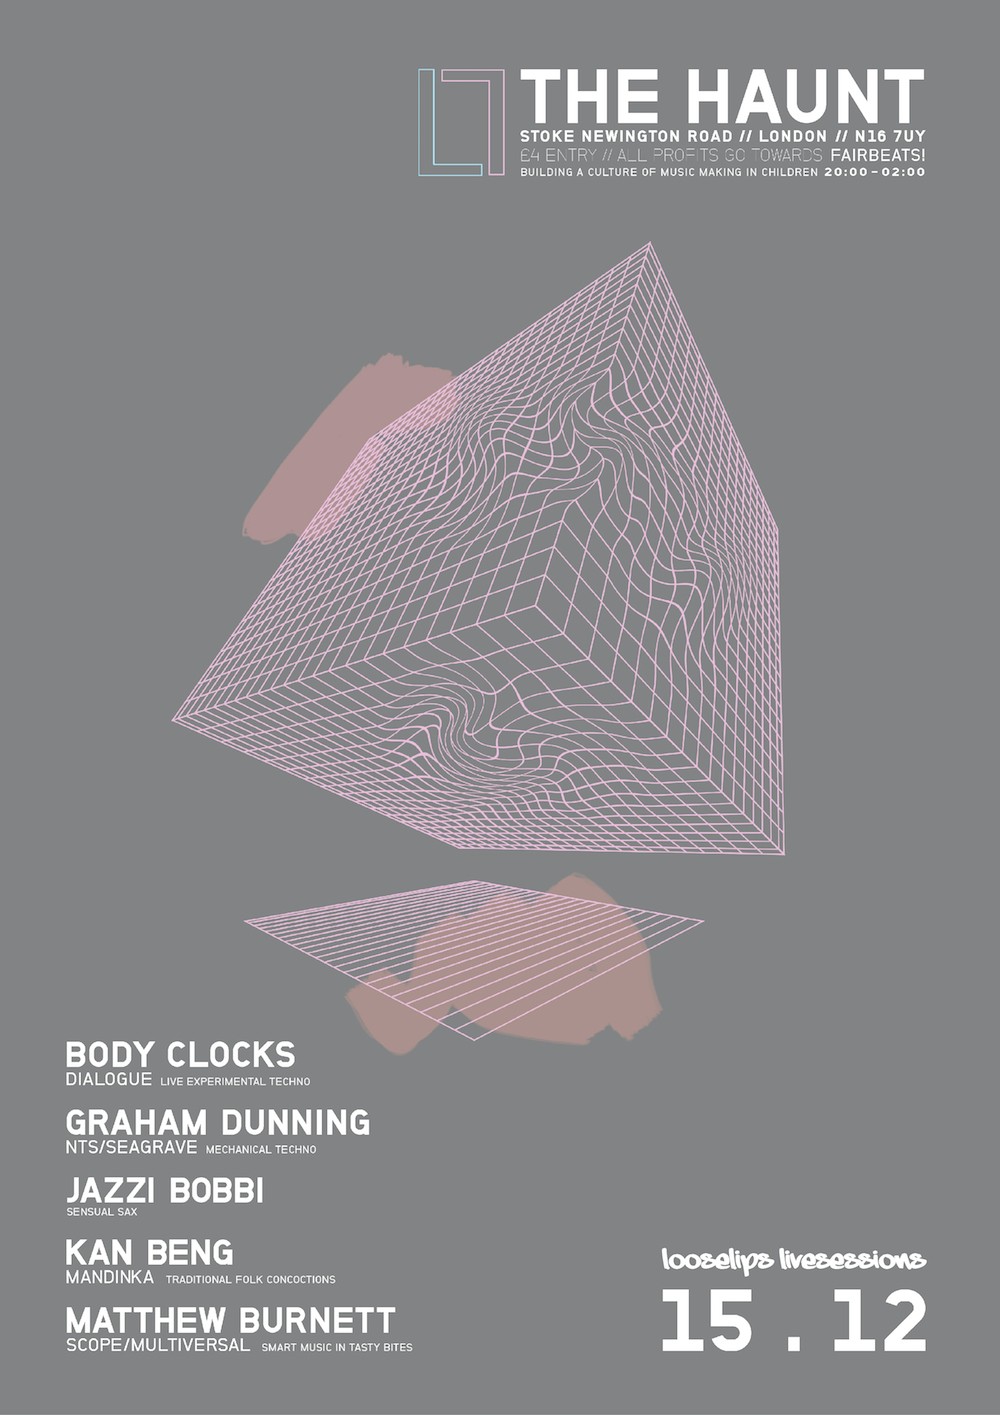 THE HAUNT
STOKE NEWINGTON ROAD // LONDON // N16 7UY
£4 ENTRY // ALL PROFITS GO TOWARDS FAIRBEATS!
BUILDING A CULTURE OF MUSIC MAKING IN CHILDREN 20:00-02:00
BODY CLOCKS
DIALOGUE LIVE EXPERIMENTAL TECHNO
GRAHAM DUNNING
NTS/SEAGRAVE MECHANICAL TECHNO
JAZZI BOBBI
SENSUAL SAX
KAN BENG
MANDINKA TRADITIONAL FOLK CONCOCTIONS
MATTHEW BURNETT
SCOPE/MULTIVERSAL SMART MUSIC IN TASTY BITES
looselips livesessions
15 . 12